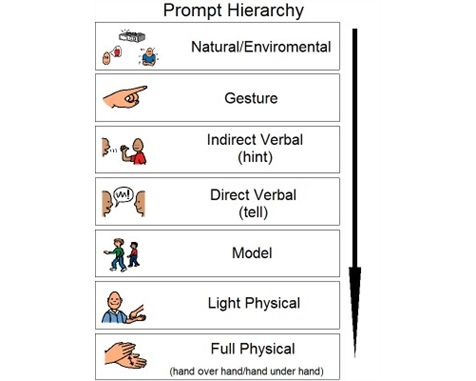 Prompt Hierarchy
Natural/Enviromental
Gesture
Indirect Verbal
(hint)
Direct Verbal
(tell)
Model
Light Physical
Full Physical
(hand over hand/hand under hand)